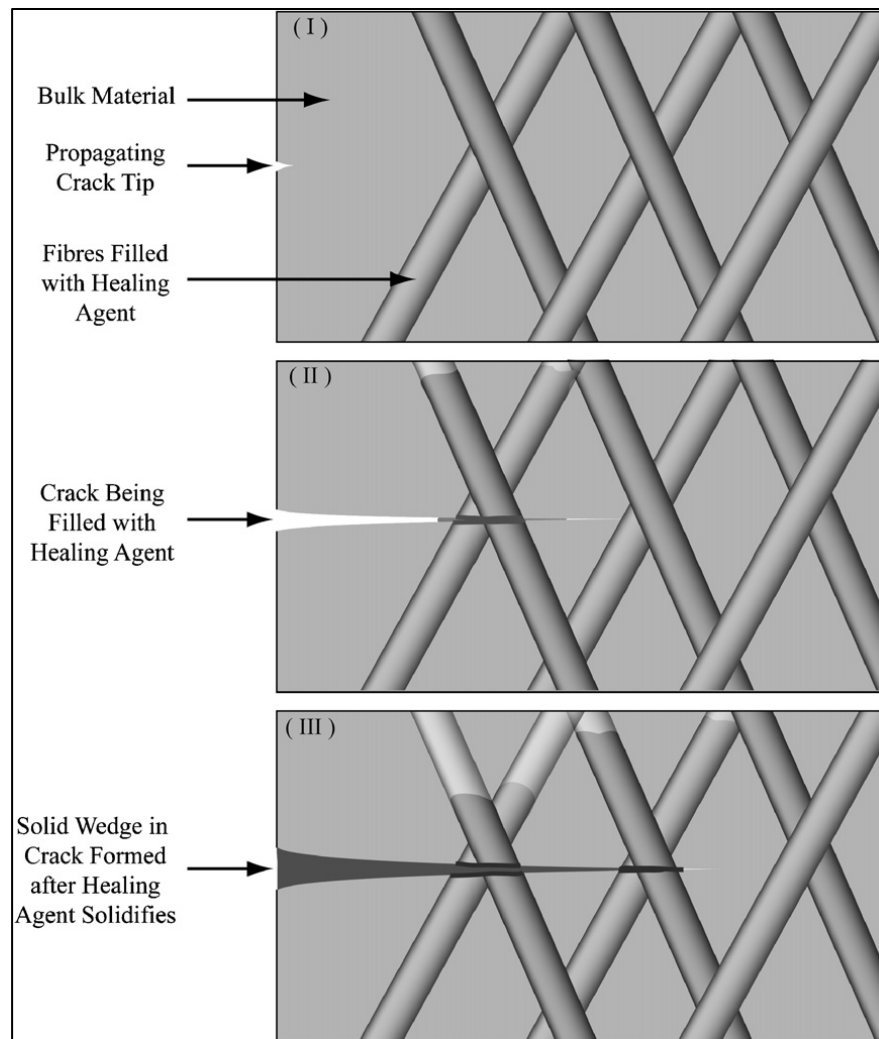 ( I )
Bulk Material
Propagating
Crack Tip
Fibres Filled
with Healing
Agent
( II )
Crack Being
Filled with
Healing Agent
( III )
Solid Wedge in
Crack Formed
after Healing
Agent Solidifies